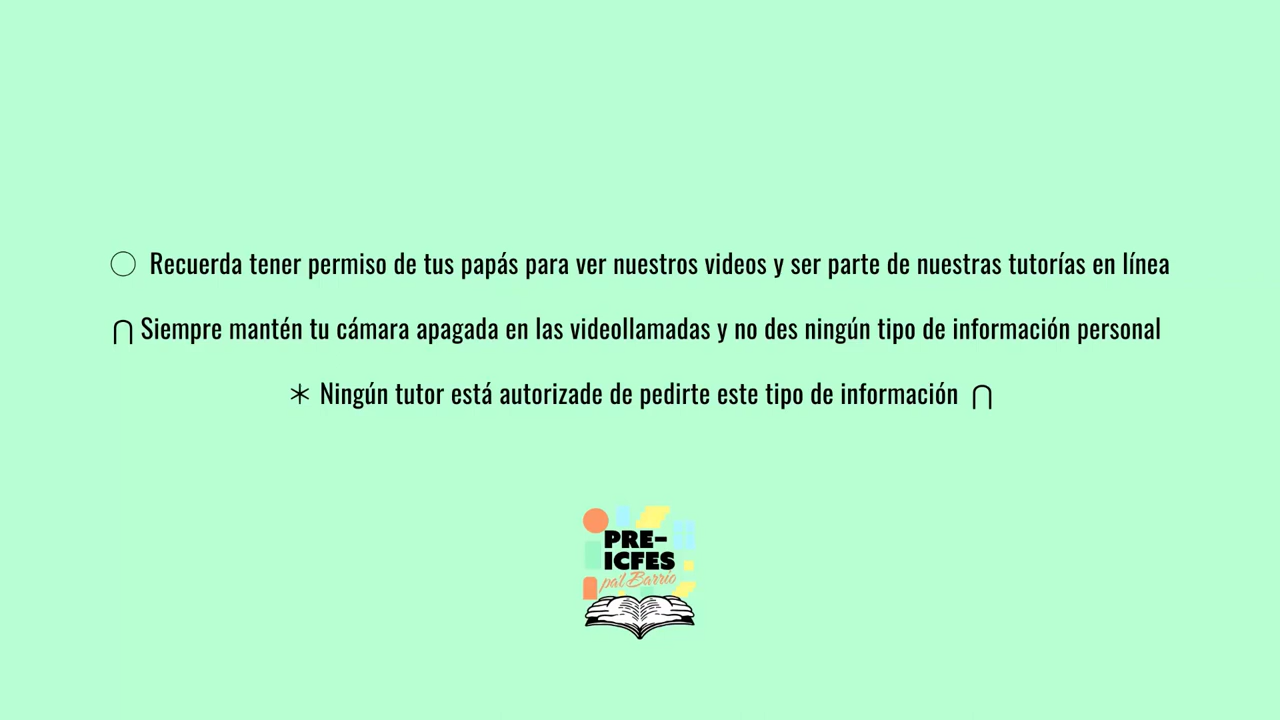 Recuerda tener permiso de tus papás para ver nuestros videos y ser parte de nuestras tutorías en línea
Siempre mantén tu cámara apagada en las videollamadas y no des ningún tipo de información personal
Ningún tutor está autorizade de pedirte este tipo de información
PRE-
ICFES
pa'l Barrio